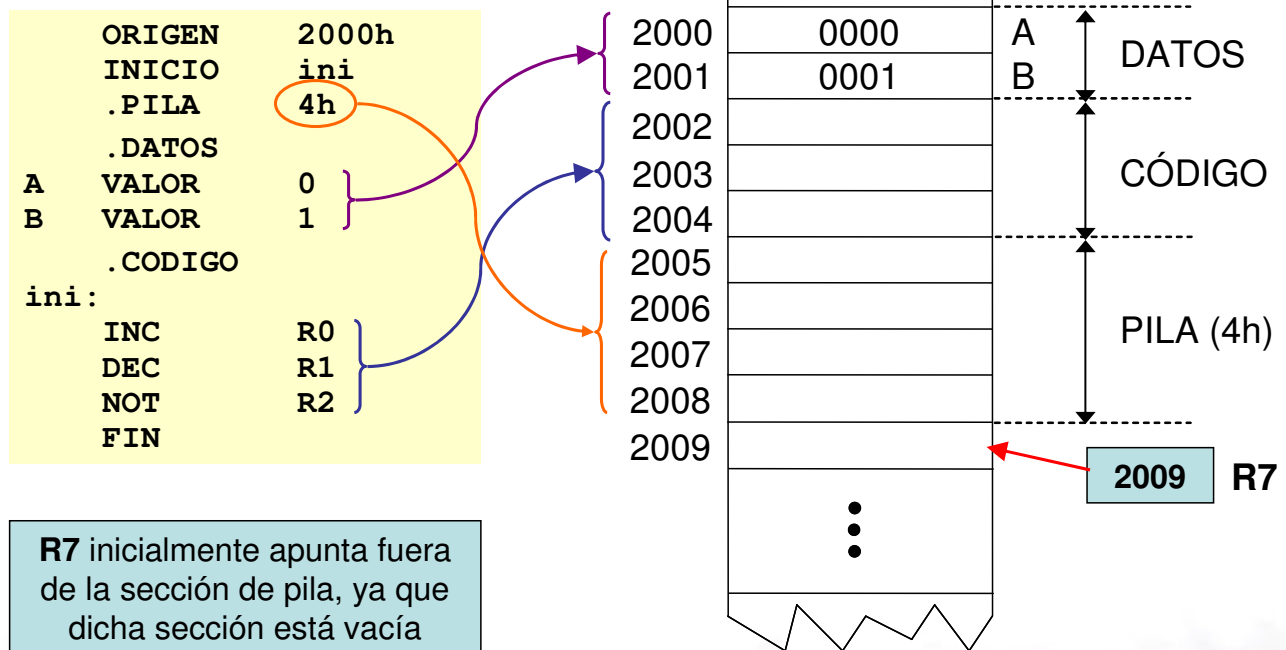 ORIGEN 2000h
INICIO ini
.PILA 4h
.DATOS
A VALOR 0
B VALOR 1
.CODIGO
ini:
INC R0
DEC R1
NOT R2
FIN
R7 inicialmente apunta fuera
de la sección de pila, ya que
dicha sección está vacía
2000 0000 A
2001 0001 B
2002
2003
2004
2005
2006
2007
2008
2009
DATOS
CÓDIGO
PILA (4h)
2009 R7